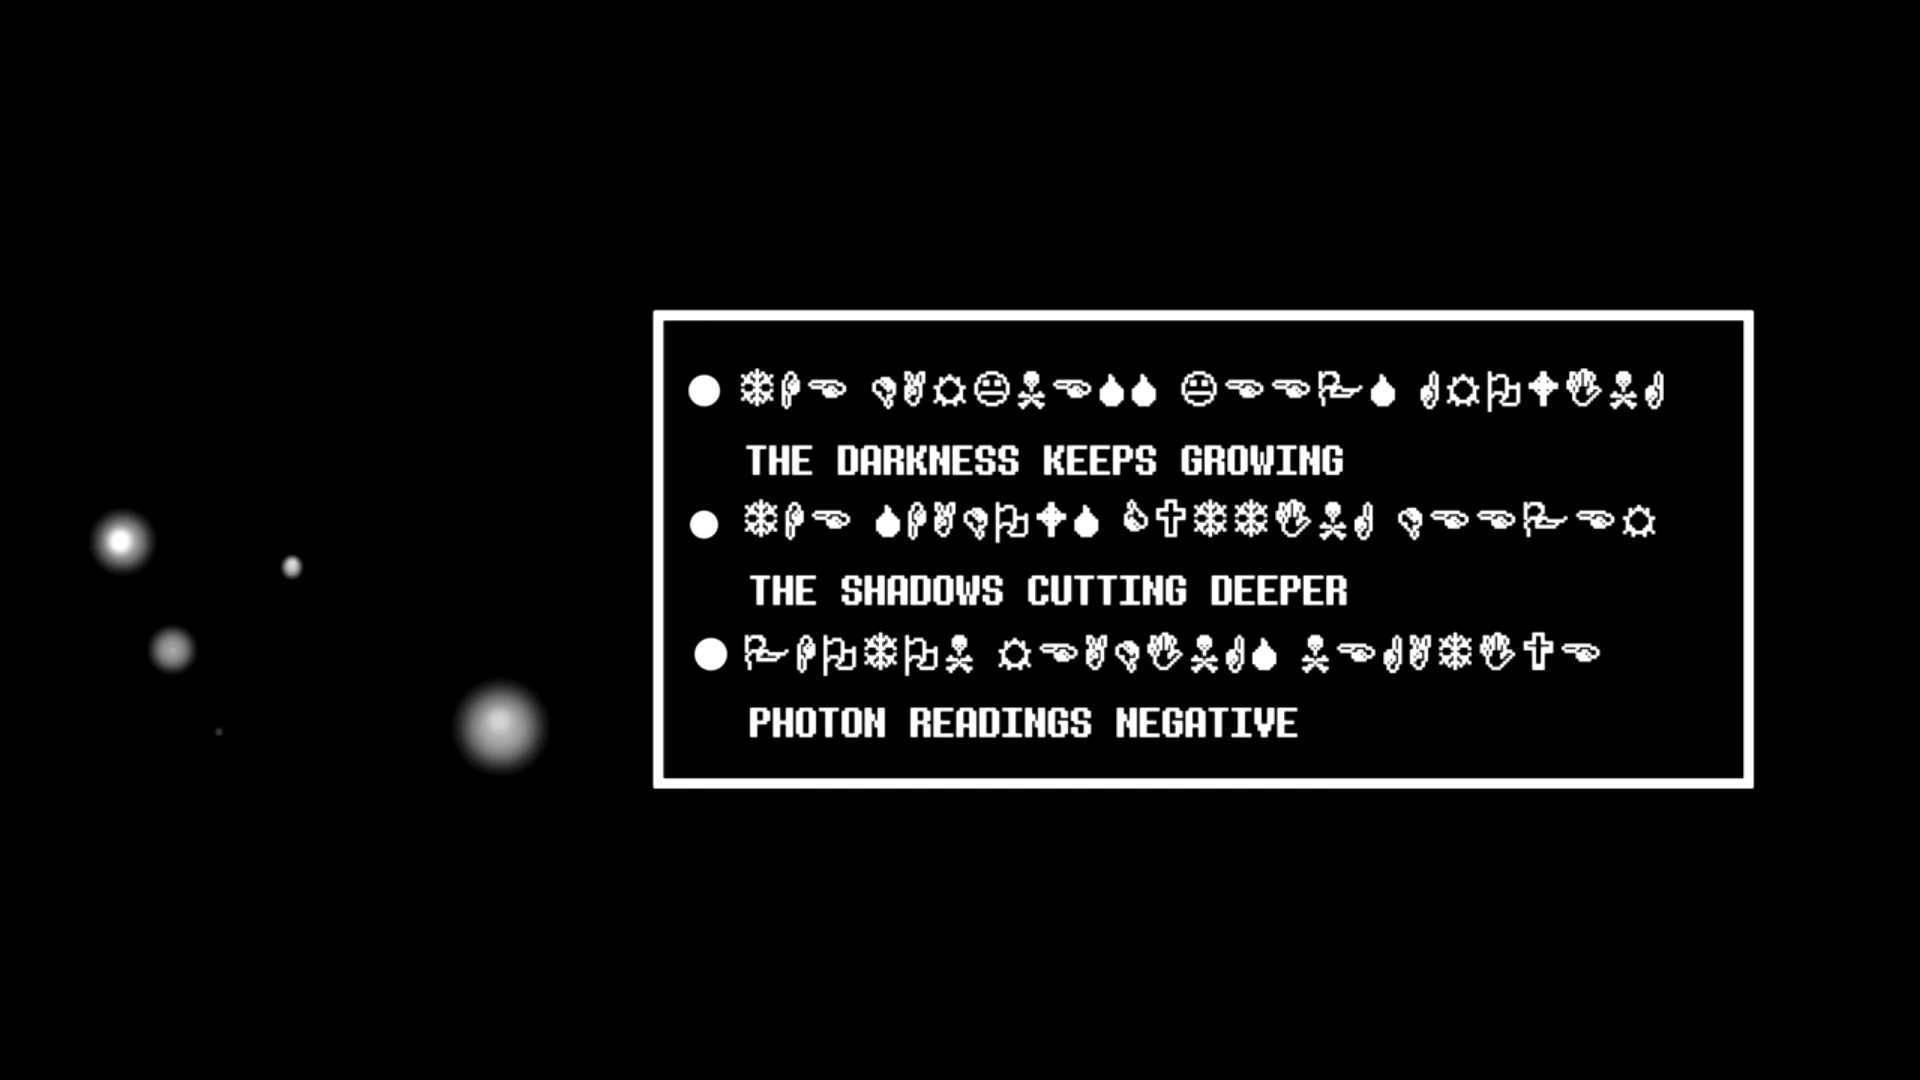 ● ❄☟☜ 👎✌☼😐☠☜💧💧 😐☜☜🏱💧 ☝☼⚐🕈✋☠☝
THE DARKNESS KEEPS GROWING
● ❄☟☜ 💧☟✌👎⚐🕈💧 👍🕆❄❄✋☠☝ 👎☜☜🏱☜☼
THE SHADOWS CUTTING DEEPER
● 🏱☟⚐❄⚐☠ ☼☜✌👎✋☠☝💧 ☠☜☝✌❄✋🕆☜
PHOTON READINGS NEGATIVE